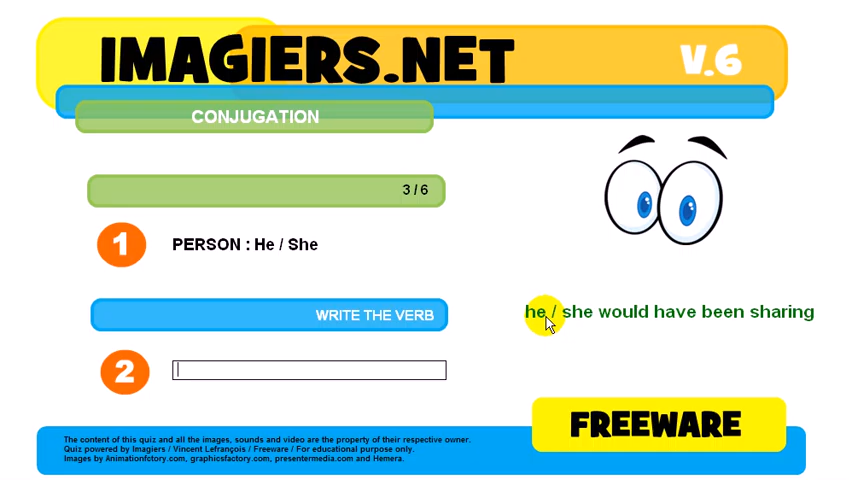 IMAGIERS.NET
V.6
CONJUGATION
3 / 6
1
PERSON : He / She
WRITE THE VERB
he / she would have been sharing
2
FREEWARE
The content of this quiz and all the images, sounds and video are the property of their respective owner.
Quiz powered by Imagiers / Vincent Lefrançois / Freeware / For educational purpose only.
Images by Animationfctory.com, graphicsfactory.com, presentermedia.com and Hemera.